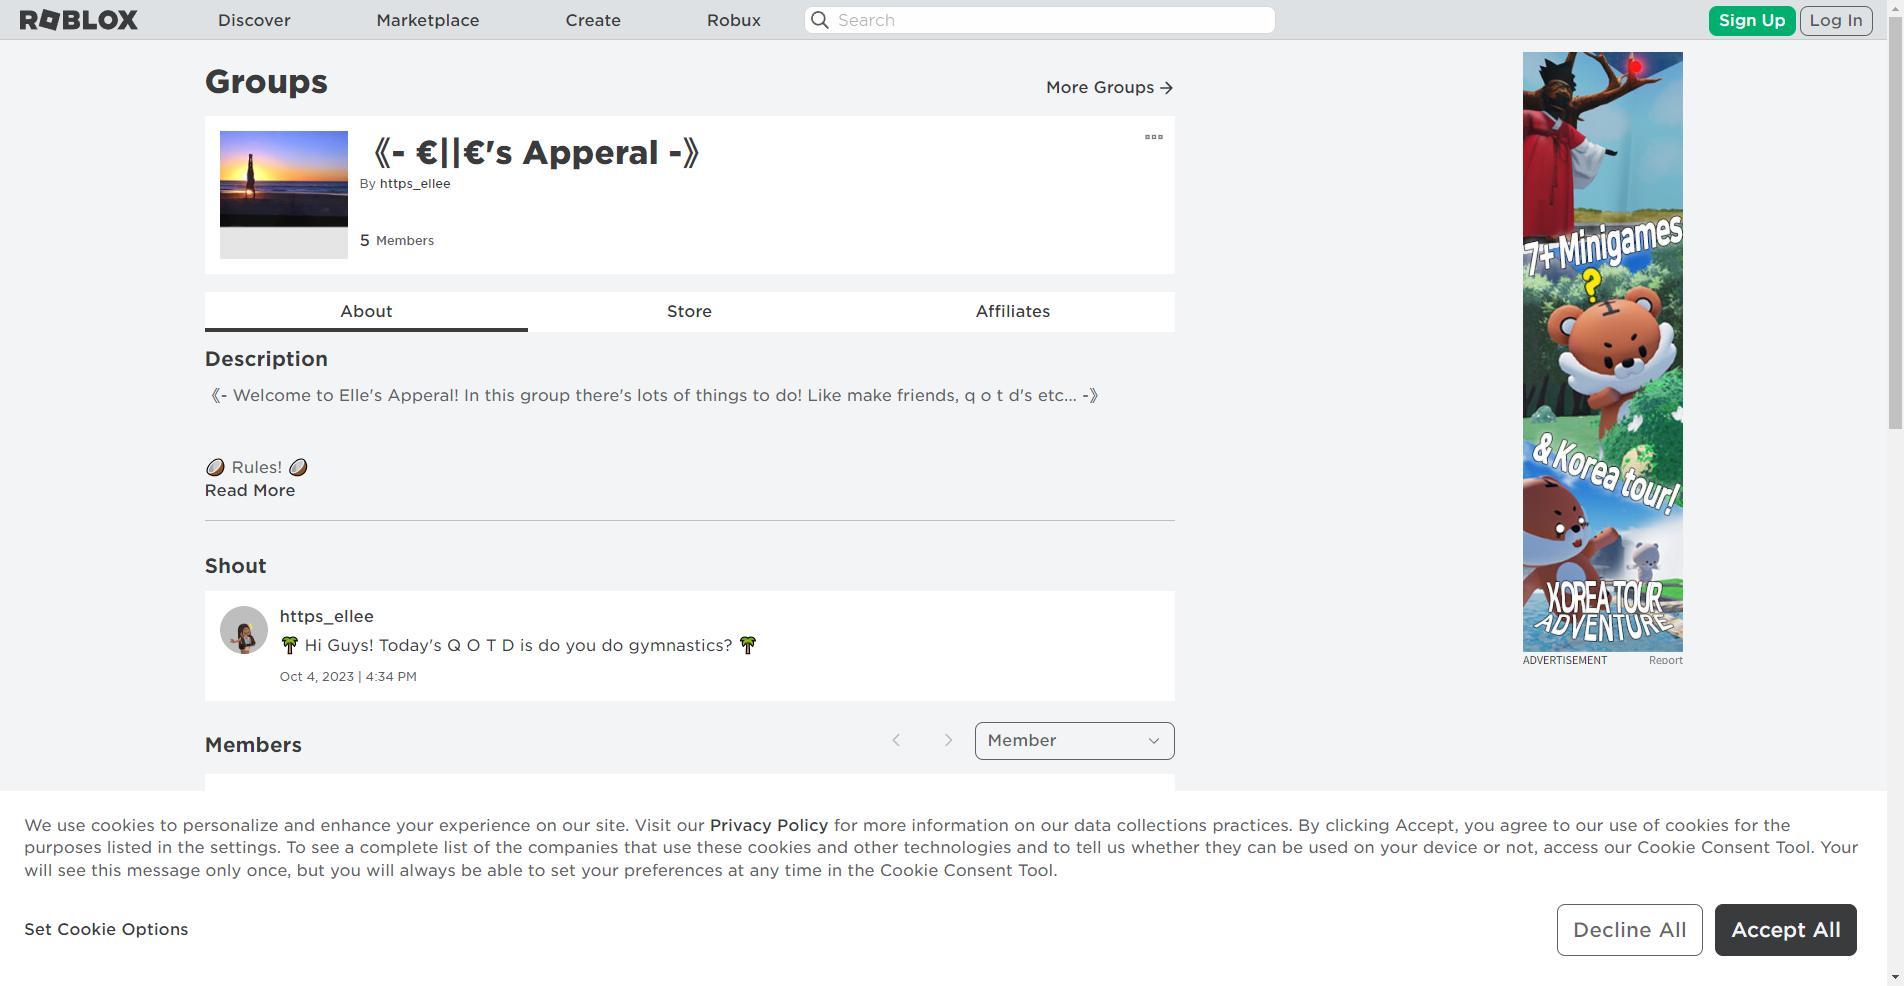 ROBLOX
Discover
Marketplace
Create
Robux
Search
Sign Up
Log In
Groups
More Groups →
《- €||€'s Apperal -》
By https_ellee
5 Members
About
Store
Affiliates
Description
《- Welcome to Elle's Apperal! In this group there's lots of things to do! Like make friends, q o t d's etc... -》
🥥 Rules! 🥥
Read More
Shout
https_ellee
🌴 Hi Guys! Today's Q O T D is do you do gymnastics? 🌴
Oct 4, 2023 | 4:34 PM
Members
Member
7+ Minigames
?
& Korea tour!
KOREA TOUR
ADVENTURE
ADVERTISEMENT
Report
We use cookies to personalize and enhance your experience on our site. Visit our Privacy Policy for more information on our data collections practices. By clicking Accept, you agree to our use of cookies for the
purposes listed in the settings. To see a complete list of the companies that use these cookies and other technologies and to tell us whether they can be used on your device or not, access our Cookie Consent Tool. Your
will see this message only once, but you will always be able to set your preferences at any time in the Cookie Consent Tool.
Set Cookie Options
Decline All
Accept All